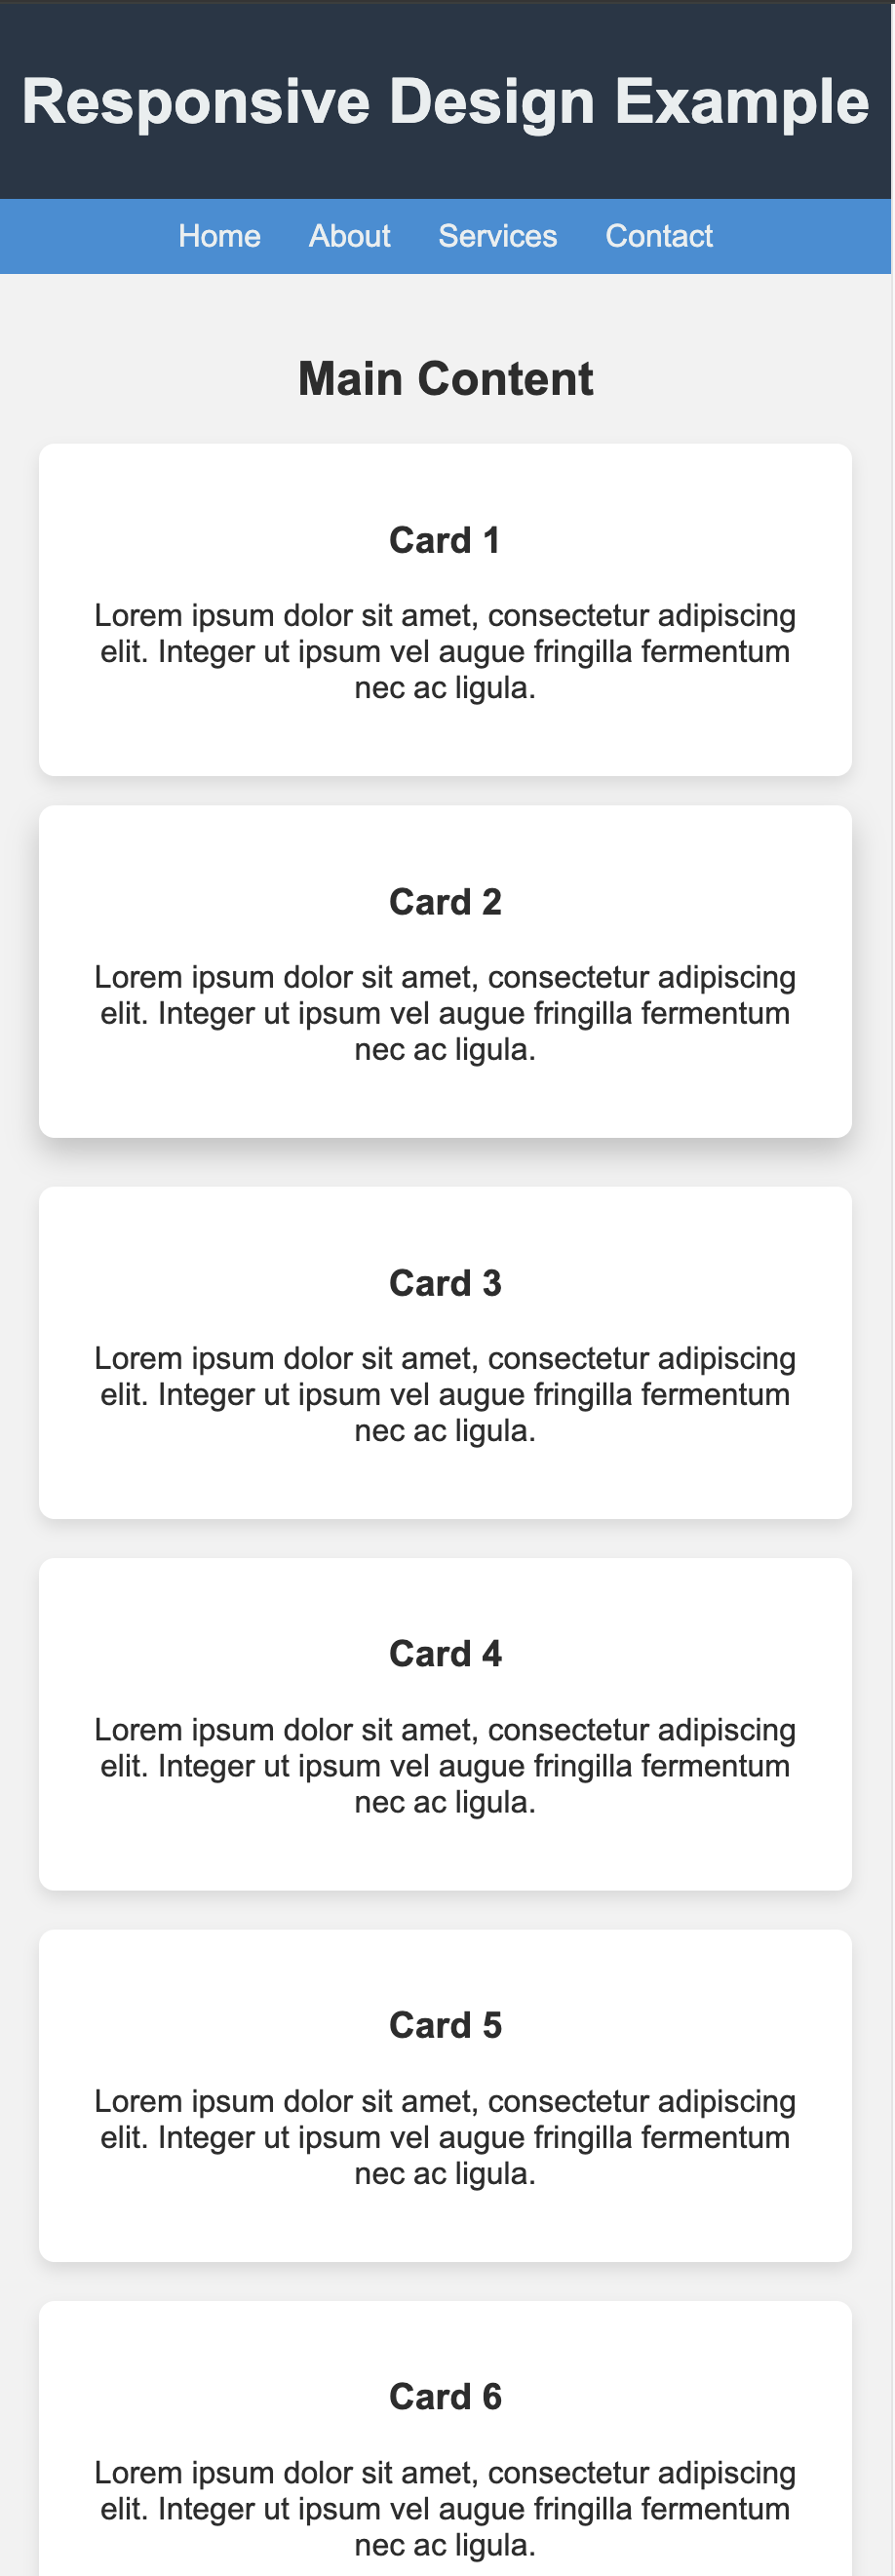 Responsive Design Example
Home About Services Contact
Main Content
Card 1
Lorem ipsum dolor sit amet, consectetur adipiscing
elit. Integer ut ipsum vel augue fringilla fermentum
nec ac ligula.
Card 2
Lorem ipsum dolor sit amet, consectetur adipiscing
elit. Integer ut ipsum vel augue fringilla fermentum
nec ac ligula.
Card 3
Lorem ipsum dolor sit amet, consectetur adipiscing
elit. Integer ut ipsum vel augue fringilla fermentum
nec ac ligula.
Card 4
Lorem ipsum dolor sit amet, consectetur adipiscing
elit. Integer ut ipsum vel augue fringilla fermentum
nec ac ligula.
Card 5
Lorem ipsum dolor sit amet, consectetur adipiscing
elit. Integer ut ipsum vel augue fringilla fermentum
nec ac ligula.
Card 6
Lorem ipsum dolor sit amet, consectetur adipiscing
elit. Integer ut ipsum vel augue fringilla fermentum
nec ac ligula.